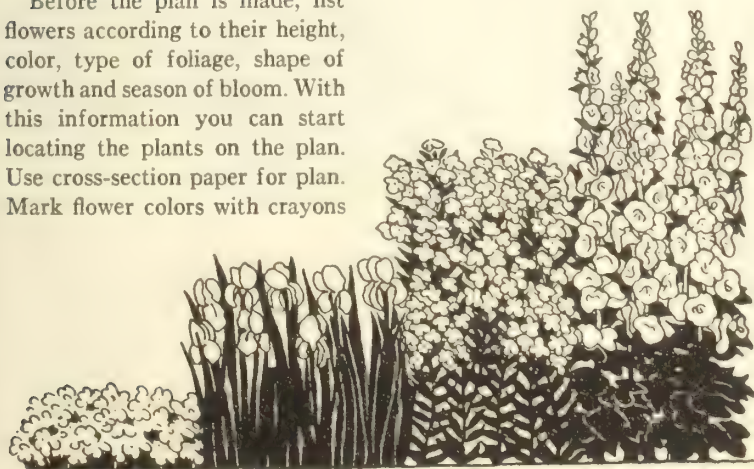 Before the plan is made, list
flowers according to their height,
color, type of foliage, shape of
growth and season of bloom. With
this information you can start
locating the plants on the plan.
Use cross-section paper for plan.
Mark flower colors with crayons